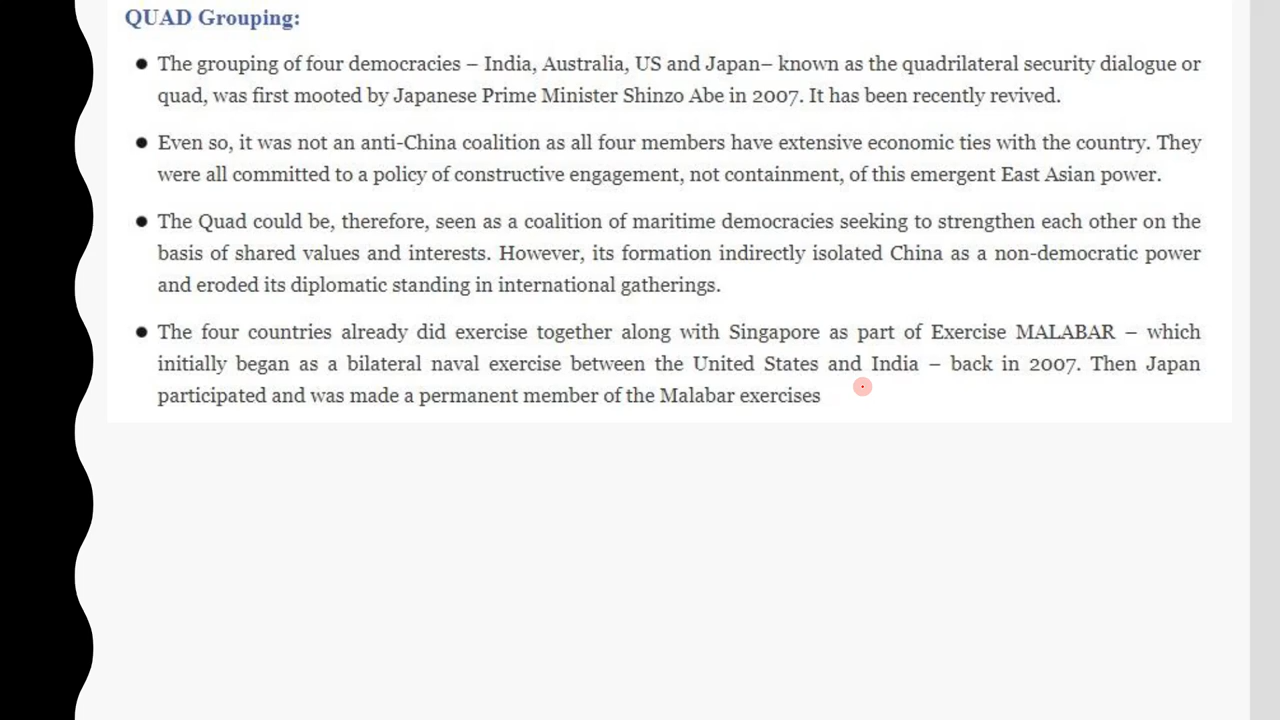 QUAD Grouping:
● The grouping of four democracies – India, Australia, US and Japan– known as the quadrilateral security dialogue or
quad, was first mooted by Japanese Prime Minister Shinzo Abe in 2007. It has been recently revived.
● Even so, it was not an anti-China coalition as all four members have extensive economic ties with the country. They
were all committed to a policy of constructive engagement, not containment, of this emergent East Asian power.
● The Quad could be, therefore, seen as a coalition of maritime democracies seeking to strengthen each other on the
basis of shared values and interests. However, its formation indirectly isolated China as a non-democratic power
and eroded its diplomatic standing in international gatherings.
● The four countries already did exercise together along with Singapore as part of Exercise MALABAR – which
initially began as a bilateral naval exercise between the United States and India – back in 2007. Then Japan
participated and was made a permanent member of the Malabar exercises